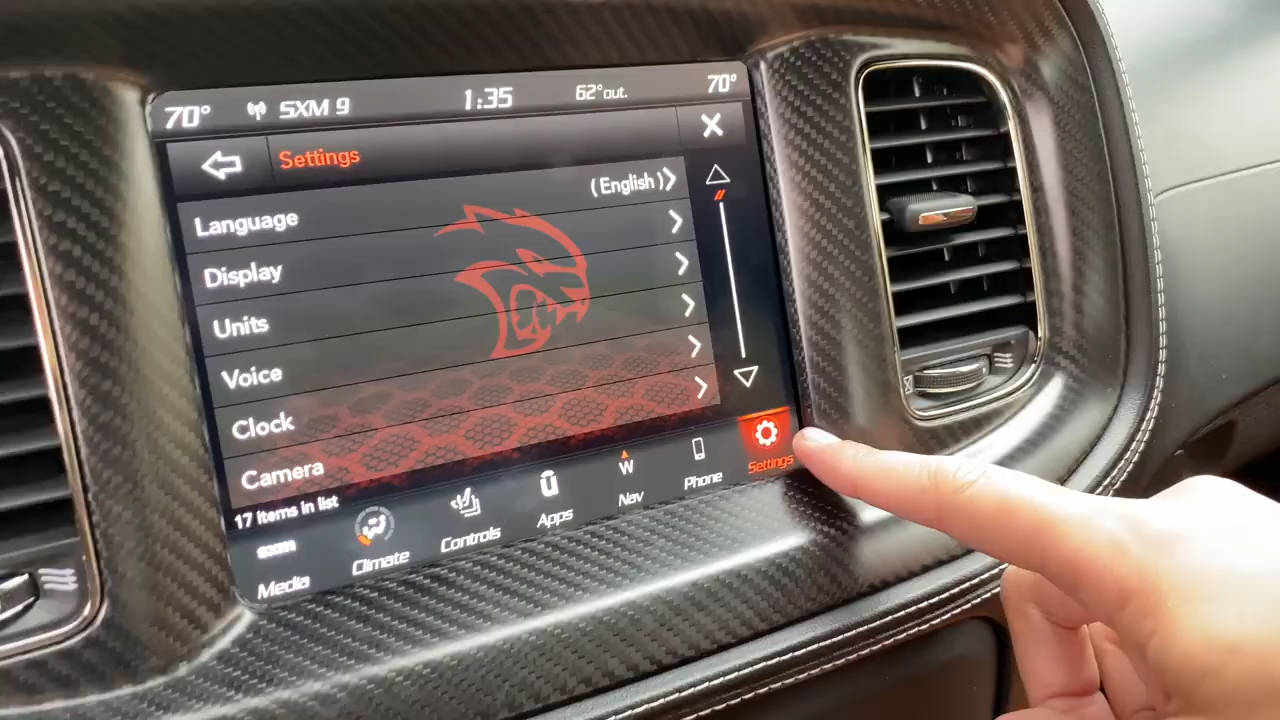 70° SXM 9 1:35 62°out. 70°
Settings
Language (English)
Display
Units
Voice
Clock
Camera
17 items in list
Media
Climate
Controls
Apps
W
Nav
Phone
Settings